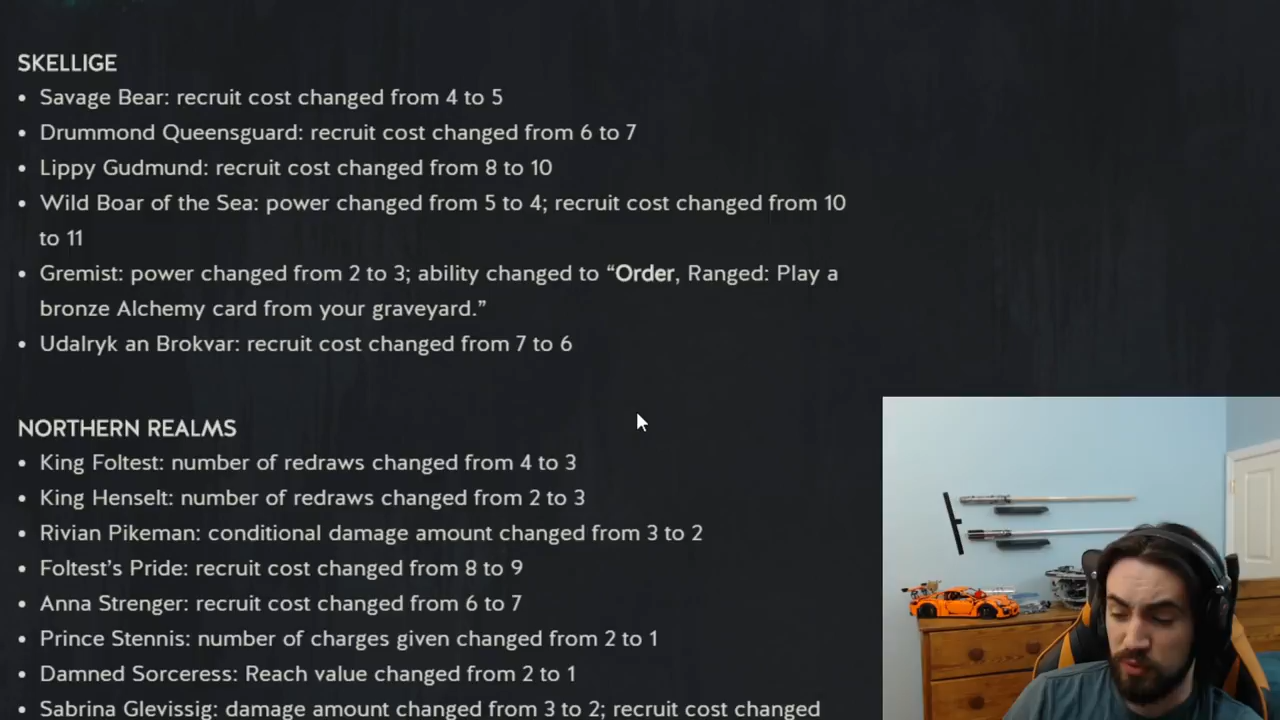 SKELLIGE
• Savage Bear: recruit cost changed from 4 to 5
• Drummond Queensguard: recruit cost changed from 6 to 7
• Lippy Gudmund: recruit cost changed from 8 to 10
• Wild Boar of the Sea: power changed from 5 to 4; recruit cost changed from 10
to 11
• Gremist: power changed from 2 to 3; ability changed to “Order, Ranged: Play a
bronze Alchemy card from your graveyard.”
• Udalryk an Brokvar: recruit cost changed from 7 to 6
NORTHERN REALMS
• King Foltest: number of redraws changed from 4 to 3
• King Henselt: number of redraws changed from 2 to 3
• Rivian Pikeman: conditional damage amount changed from 3 to 2
• Foltest’s Pride: recruit cost changed from 8 to 9
• Anna Strenger: recruit cost changed from 6 to 7
• Prince Stennis: number of charges given changed from 2 to 1
• Damned Sorceress: Reach value changed from 2 to 1
• Sabrina Glevissig: damage amount changed from 3 to 2; recruit cost changed